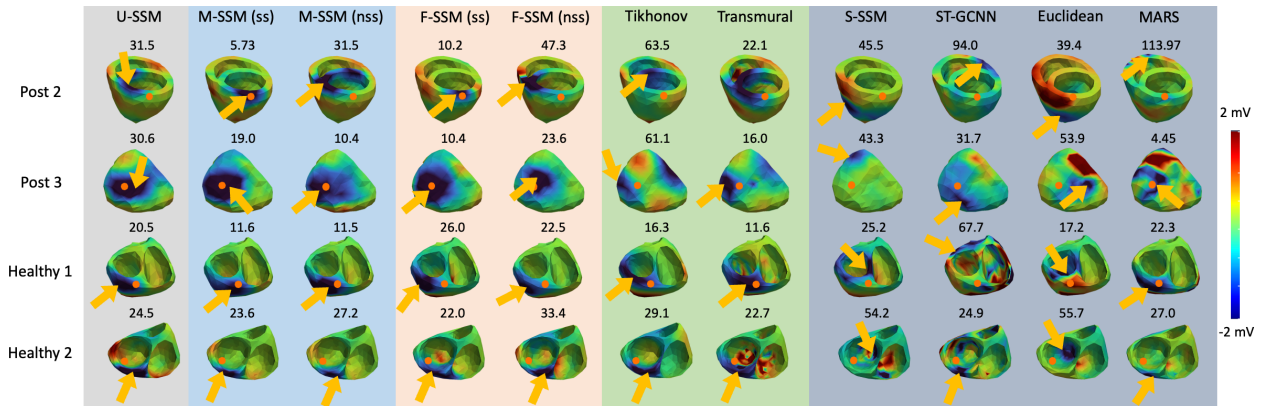 U-SSM M-SSM (ss) M-SSM (nss) F-SSM (ss) F-SSM (nss) Tikhonov Transmural S-SSM ST-GCNN Euclidean MARS
31.5 5.73 31.5 10.2 47.3 63.5 22.1 45.5 94.0 39.4 113.97
Post 2
2 mV
30.6 19.0 10.4 10.4 23.6 61.1 16.0 43.3 31.7 53.9 4.45
Post 3
20.5 11.6 11.5 26.0 22.5 16.3 11.6 25.2 67.7 17.2 22.3
Healthy 1
-2 mV
24.5 23.6 27.2 22.0 33.4 29.1 22.7 54.2 24.9 55.7 27.0
Healthy 2